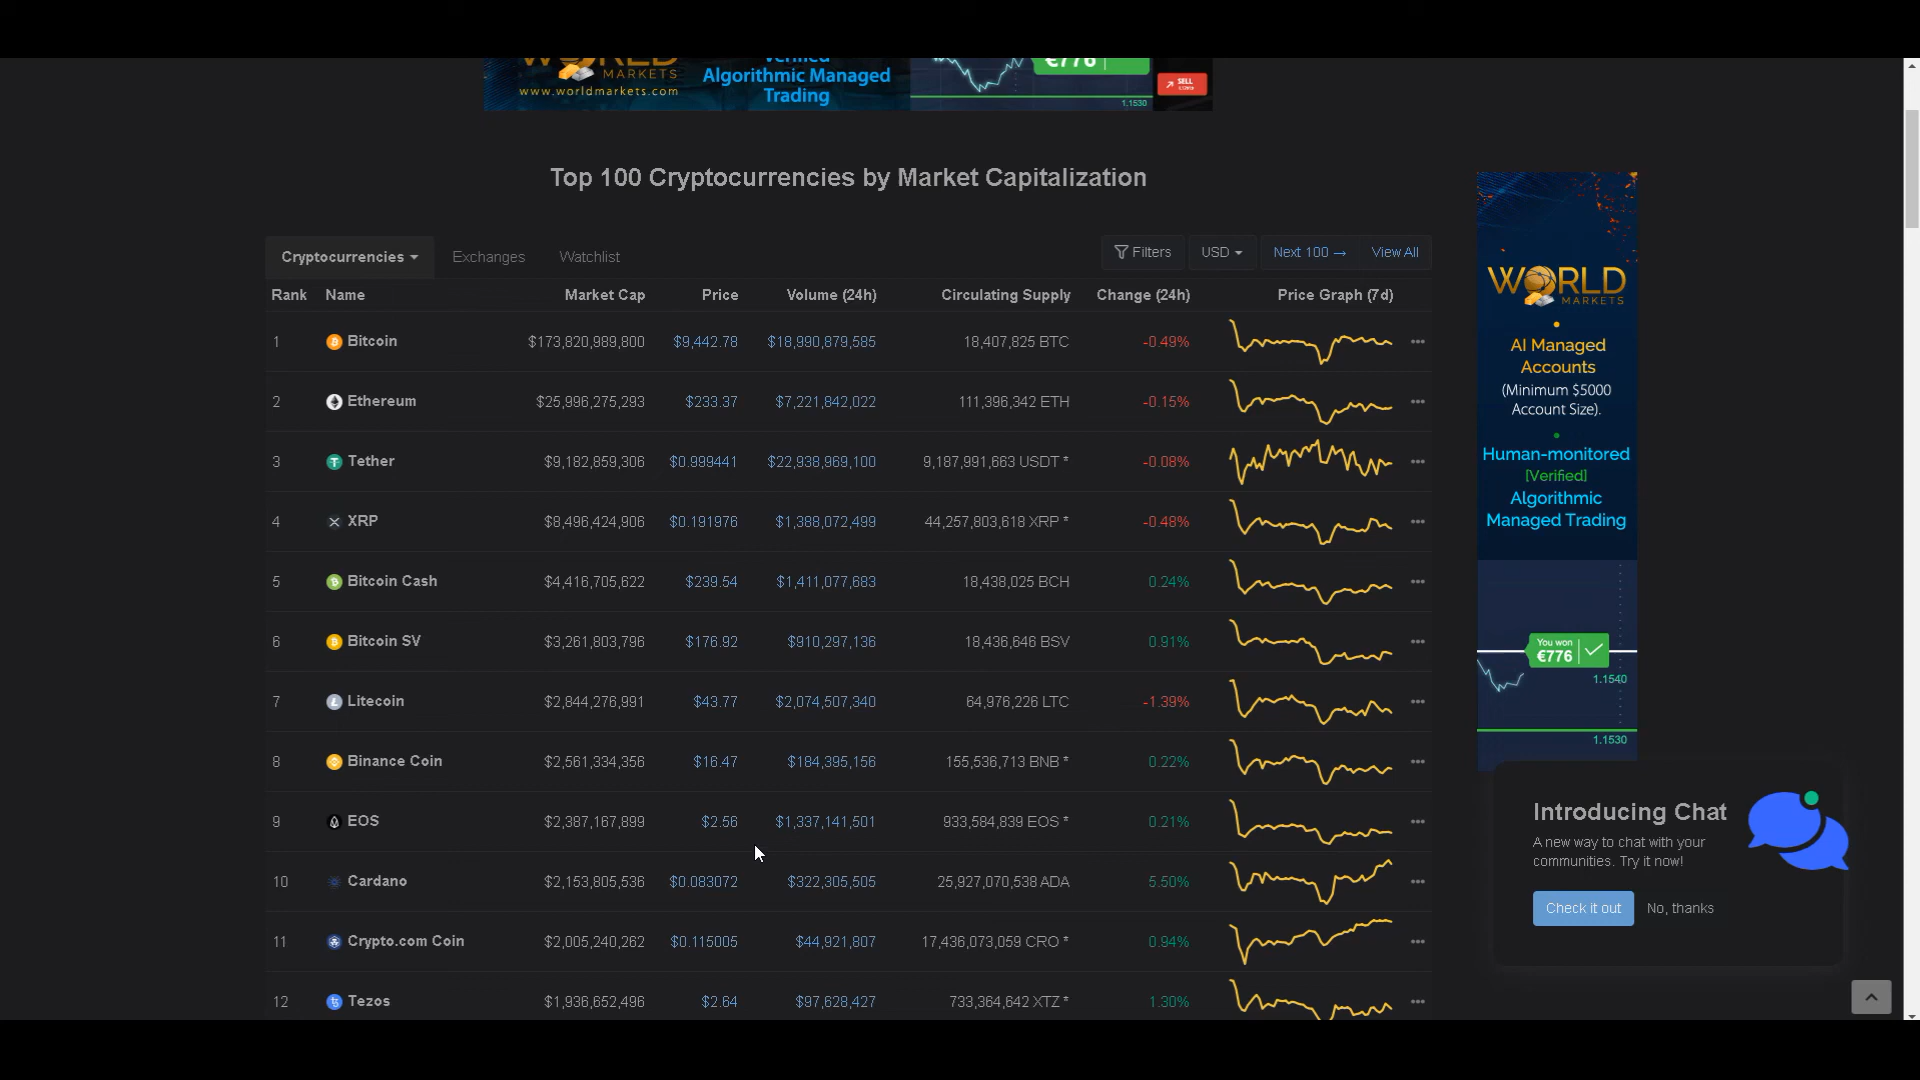 MARKETS
www.worldmarkets.com
Algorithmic Managed
Trading
€776
SELL
1.1530
Top 100 Cryptocurrencies by Market Capitalization
Cryptocurrencies Exchanges Watchlist Filters USD Next 100 → View All
Rank Name Market Cap Price Volume (24h) Circulating Supply Change (24h) Price Graph (7d)
1 Bitcoin $173,820,989,800 $9,442.78 $18,990,879,585 18,407,825 BTC -0.49%
2 Ethereum $25,996,275,293 $233.37 $7,221,842,022 111,396,342 ETH -0.15%
3 Tether $9,182,859,306 $0.999441 $22,938,969,100 9,187,991,663 USDT * -0.08%
4 XRP $8,496,424,906 $0.191976 $1,388,072,499 44,257,803,618 XRP * -0.48%
5 Bitcoin Cash $4,416,705,622 $239.54 $1,411,077,683 18,438,025 BCH 0.24%
6 Bitcoin SV $3,261,803,796 $176.92 $910,297,136 18,436,646 BSV 0.91%
7 Litecoin $2,844,276,991 $43.77 $2,074,507,340 64,976,226 LTC -1.39%
8 Binance Coin $2,561,334,356 $16.47 $184,395,156 155,536,713 BNB * 0.22%
9 EOS $2,387,167,899 $2.56 $1,337,141,501 933,584,839 EOS * 0.21%
10 Cardano $2,153,805,536 $0.083072 $322,305,505 25,927,070,538 ADA 5.50%
11 Crypto.com Coin $2,005,240,262 $0.115005 $44,921,807 17,436,073,059 CRO * 0.94%
12 Tezos $1,936,652,496 $2.64 $97,628,427 733,364,642 XTZ * 1.30%
WORLD
MARKETS
AI Managed
Accounts
(Minimum $5000
Account Size).
Human-monitored
[Verified]
Algorithmic
Managed Trading
You won
€776
1.1540
1.1530
Introducing Chat
A new way to chat with your
communities. Try it now!
Check it out No, thanks